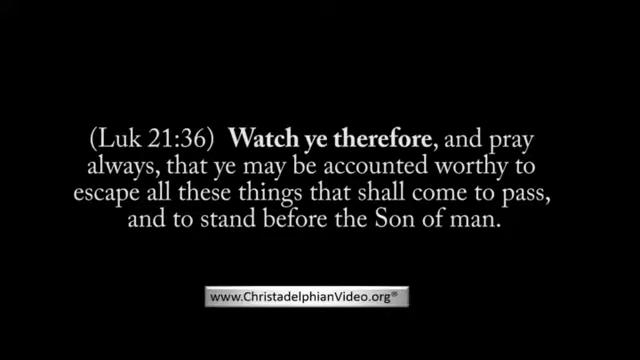 (Luk 21:36)  Watch ye therefore, and pray
always, that ye may be accounted worthy to
escape all these things that shall come to pass,
and to stand before the Son of man.
www.ChristadelphianVideo.org®